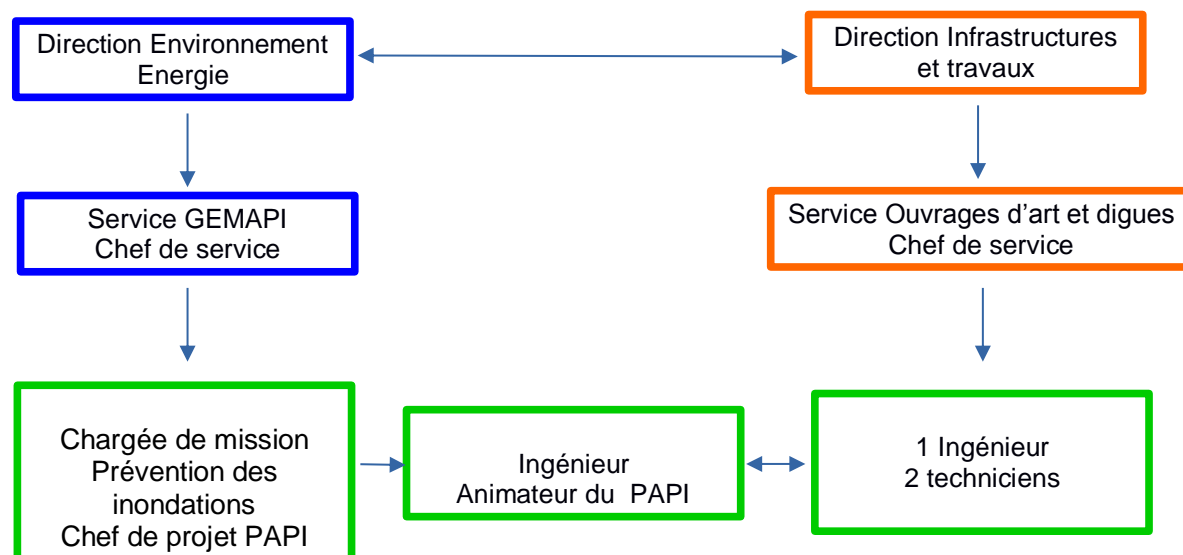 Direction Environnement
Energie
Direction Infrastructures
et travaux
Service GEMAPI
Chef de service
Service Ouvrages d’art et digues
Chef de service
Chargée de mission
Prévention des
inondations
Chef de projet PAPI
Ingénieur
Animateur du PAPI
1 Ingénieur
2 techniciens